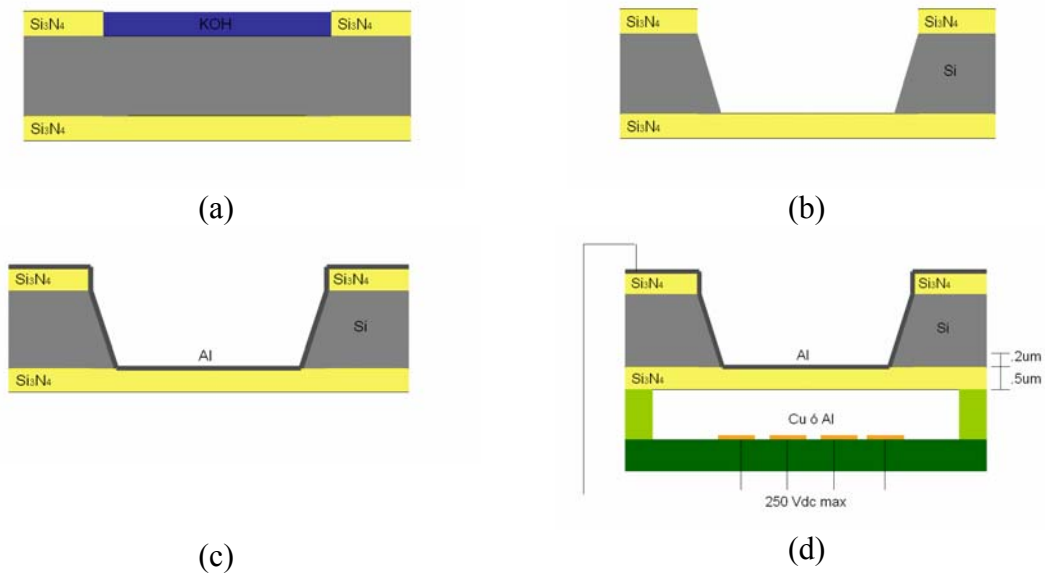 Si₃N₄ KOH Si₃N₄
Si₃N₄
(a)
Si₃N₄ Si₃N₄
Si
Si₃N₄
(b)
Si₃N₄ Si₃N₄
Si
Al
Si₃N₄
(c)
Si₃N₄ Si₃N₄
Si
Al .2um
Si₃N₄ .5um
Cu ó Al
250 Vdc max
(d)